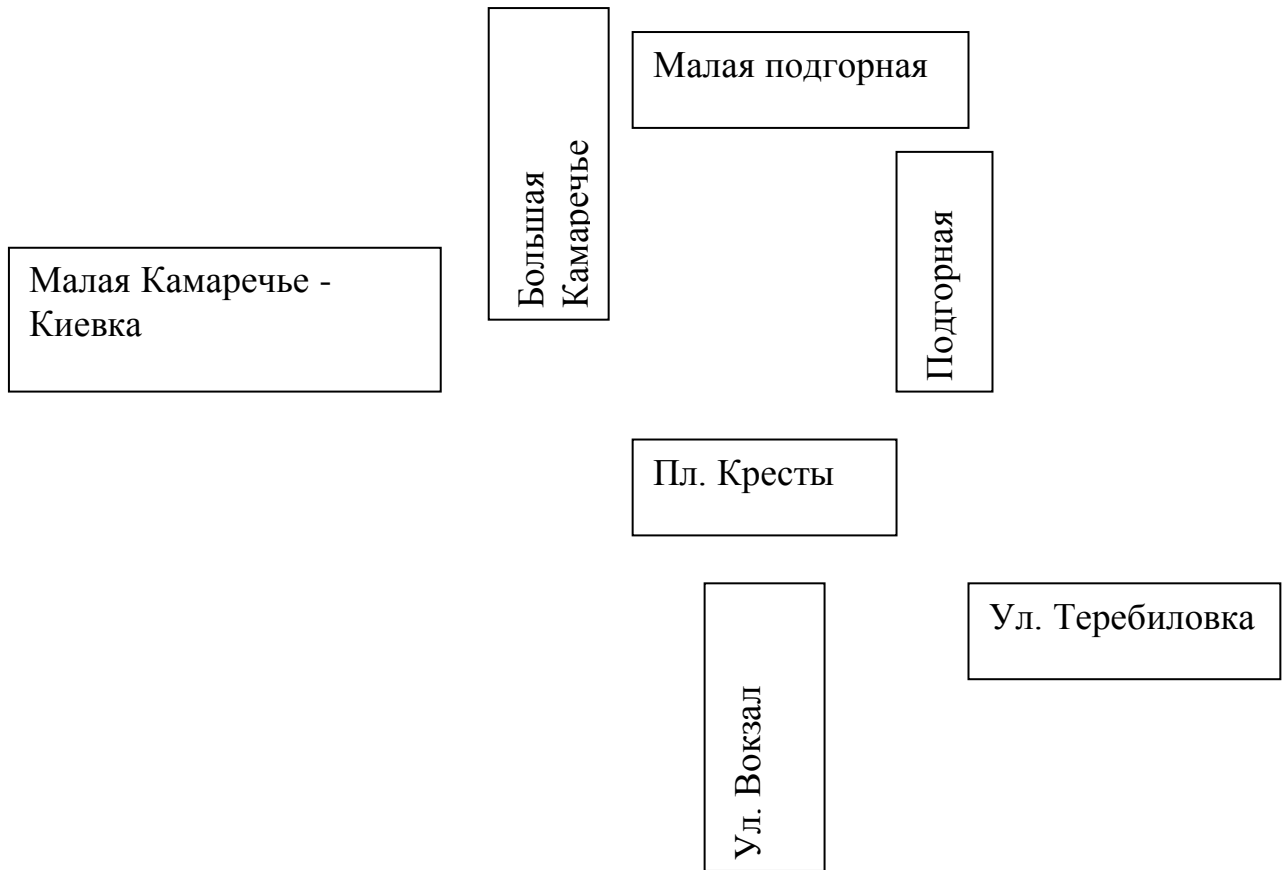 Малая подгорная
Большая
Камаречье
Подгорная
Малая Камаречье -
Киевка
Пл. Кресты
Ул. Теребиловка
Ул. Вокзал